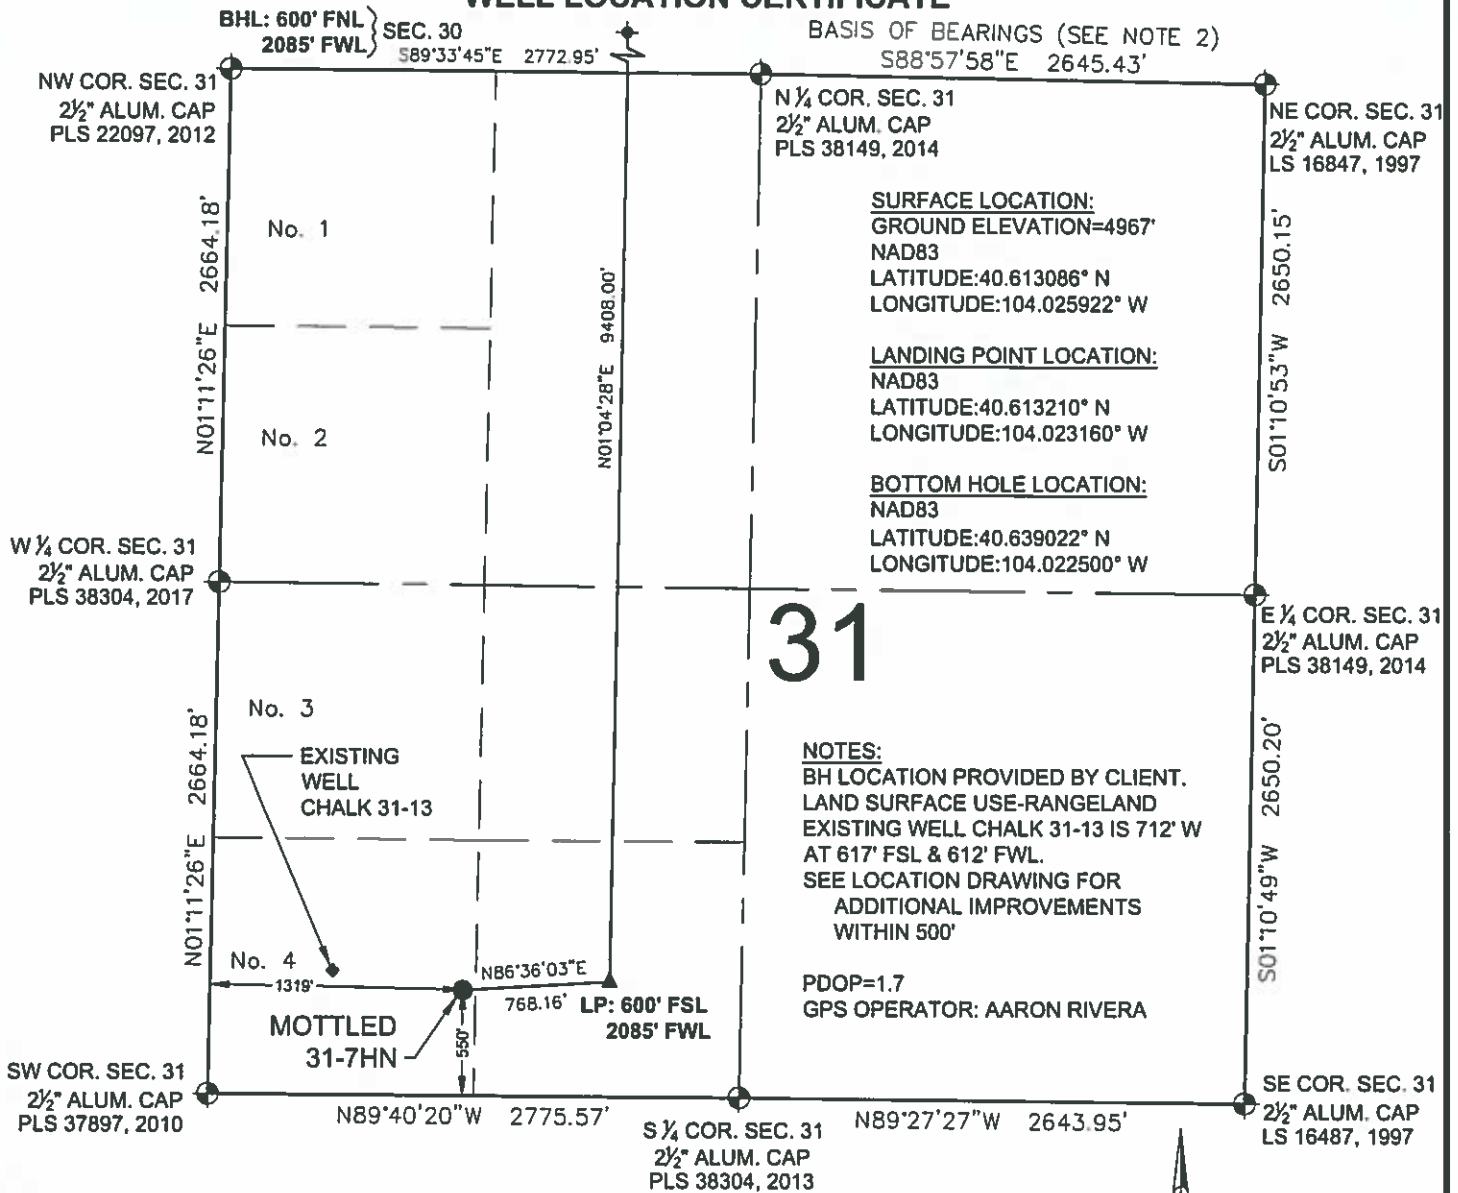 WELL LOCATION CERTIFICATE
BHL: 600' FNL
2085' FWL
SEC. 30
S89°33'45"E 2772.95'
BASIS OF BEARINGS (SEE NOTE 2)
S88°57'58"E 2645.43'
NW COR. SEC. 31
2½" ALUM. CAP
PLS 22097, 2012
N ¼ COR. SEC. 31
2½" ALUM. CAP
PLS 38149, 2014
NE COR. SEC. 31
2½" ALUM. CAP
LS 16847, 1997
SURFACE LOCATION:
GROUND ELEVATION=4967'
NAD83
LATITUDE:40.613086° N
LONGITUDE:104.025922° W
LANDING POINT LOCATION:
NAD83
LATITUDE:40.613210° N
LONGITUDE:104.023160° W
BOTTOM HOLE LOCATION:
NAD83
LATITUDE:40.639022° N
LONGITUDE:104.022500° W
No. 1
N01°11'26"E 2664.18'
No. 2
N01°04'28"E 9408.00'
S01°10'53"W 2650.15'
W ¼ COR. SEC. 31
2½" ALUM. CAP
PLS 38304, 2017
31
E ¼ COR. SEC. 31
2½" ALUM. CAP
PLS 38149, 2014
No. 3
EXISTING
WELL
CHALK 31-13
N01°11'26"E 2664.18'
NOTES:
BH LOCATION PROVIDED BY CLIENT.
LAND SURFACE USE-RANGELAND
EXISTING WELL CHALK 31-13 IS 712' W
AT 617' FSL & 612' FWL.
SEE LOCATION DRAWING FOR
ADDITIONAL IMPROVEMENTS
WITHIN 500'
PDOP=1.7
GPS OPERATOR: AARON RIVERA
S01°10'49"W 2650.20'
No. 4
1319'
N86°36'03"E
768.16'
LP: 600' FSL
2085' FWL
MOTTLED
31-7HN
550'
SW COR. SEC. 31
2½" ALUM. CAP
PLS 37897, 2010
N89°40'20"W 2775.57'
S ¼ COR. SEC. 31
2½" ALUM. CAP
PLS 38304, 2013
N89°27'27"W 2643.95'
SE COR. SEC. 31
2½" ALUM. CAP
LS 16487, 1997